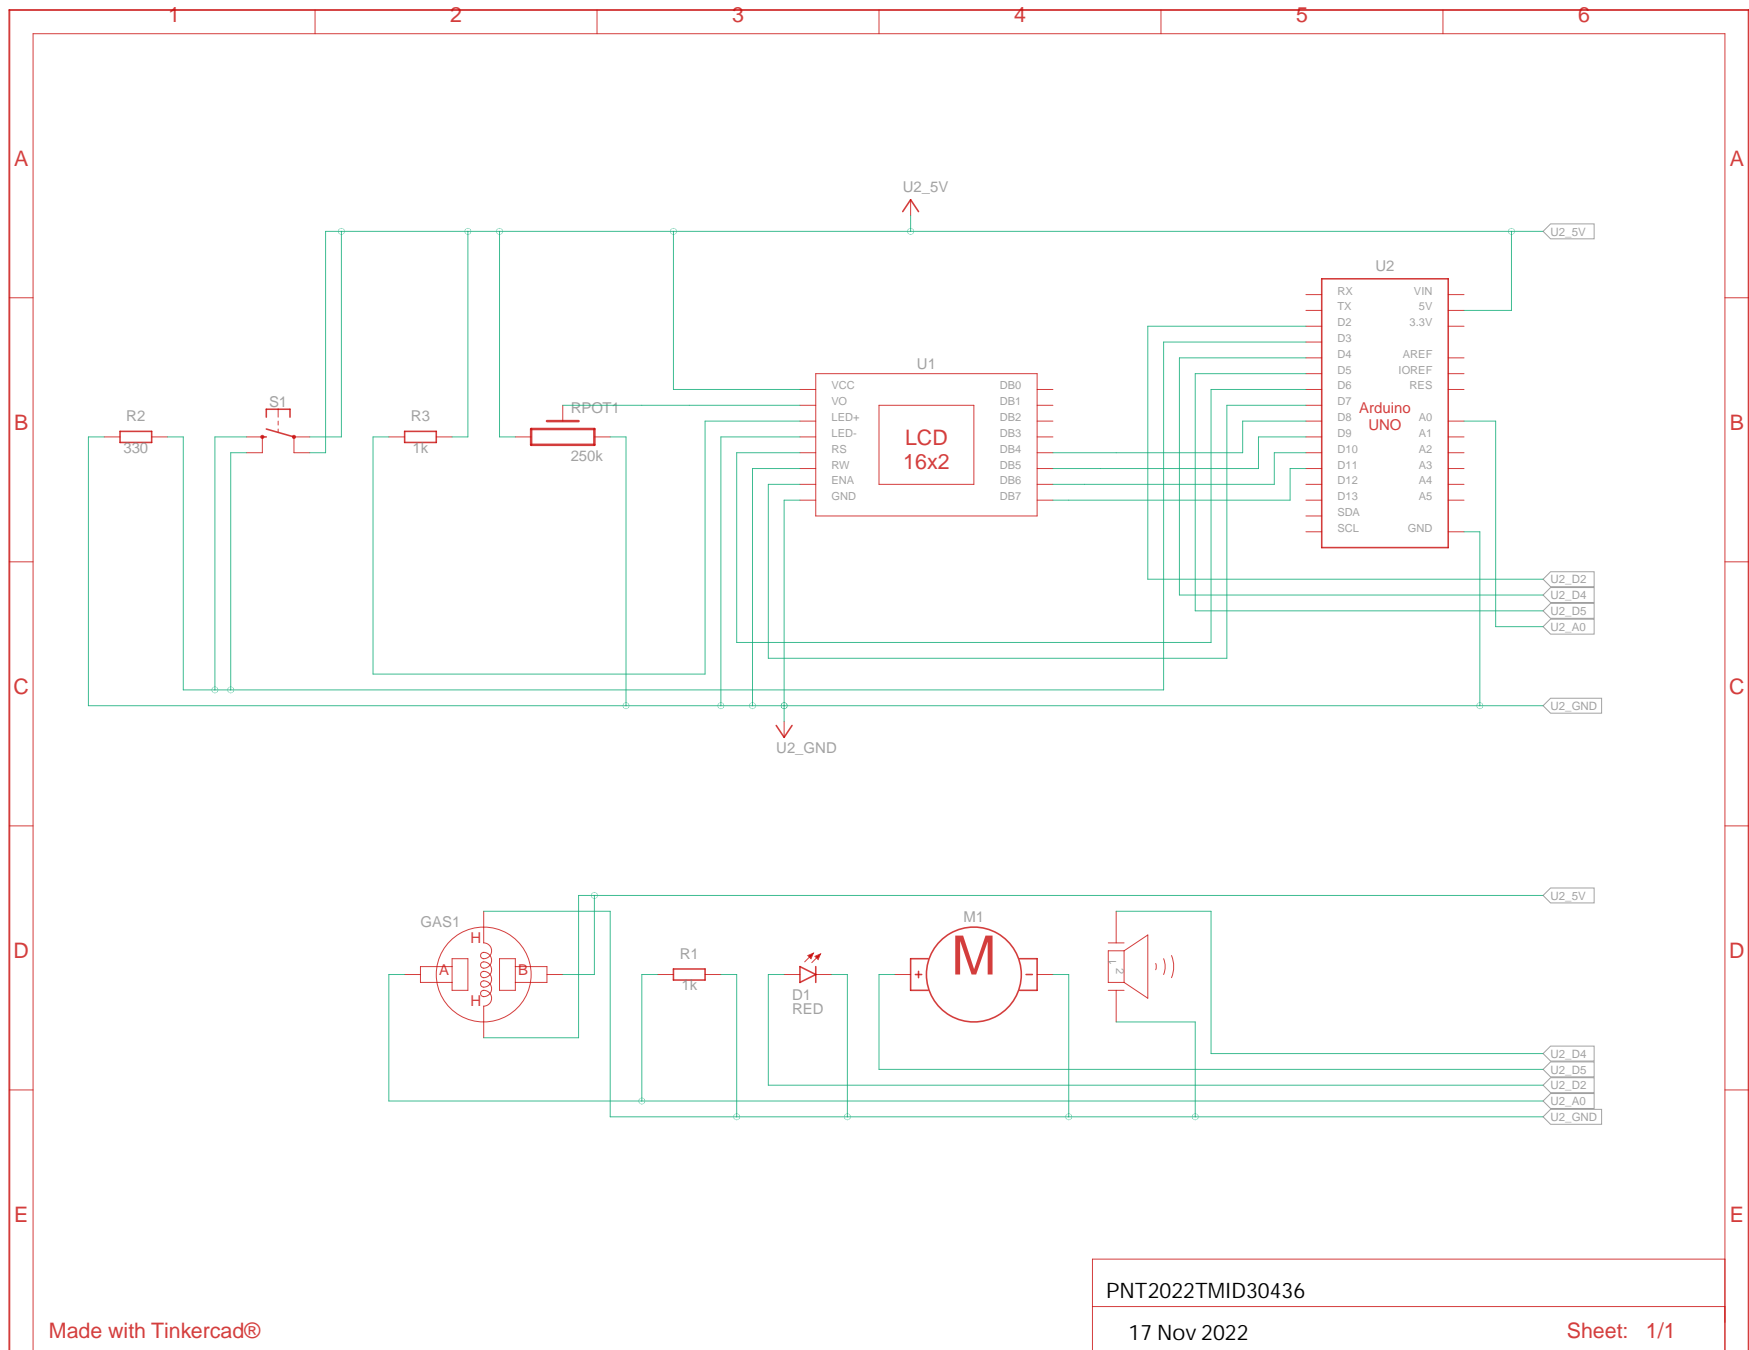 1 2 3 4 5 6
A A
U2_5V
U2_5V
U2
RX VIN
TX 5V
D2 3.3V
D3
D4 AREF
D5 IOREF
D6 RES
D7
Arduino
UNO
D8 A0
D9 A1
D10 A2
D11 A3
D12 A4
D13 A5
SDA
SCL GND
U1
VCC DB0
VO DB1
LED+ DB2
LED- DB3
RS DB4
RW DB5
ENA DB6
GND DB7
LCD
16x2
B B
R2
330
S1
R3
1k
RPOT1
250k
U2_D2
U2_D4
U2_D5
U2_A0
C C
U2_GND
U2_GND
U2_5V
D D
GAS1
H
A B
H
R1
1k
D1
RED
M1
M
+ -
1 2
U2_D4
U2_D5
U2_D2
U2_A0
U2_GND
E E
PNT2022TMID30436
Made with Tinkercad®
17 Nov 2022
Sheet: 1/1